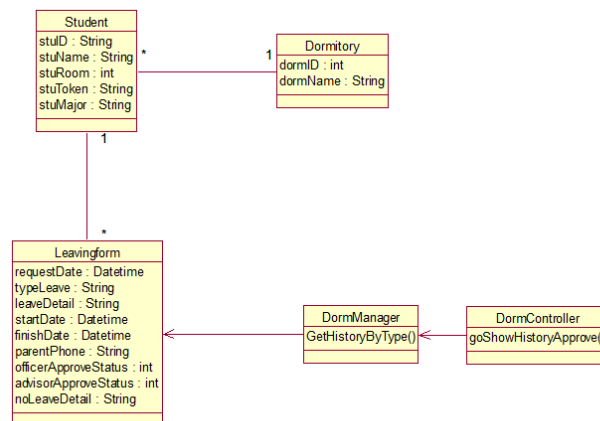 Student
stuID : String
stuName : String
stuRoom : int
stuToken : String
stuMajor : String
*
1
Dormitory
dormID : int
dormName : String
1
*
Leavingform
requestDate : Datetime
typeLeave : String
leaveDetail : String
startDate : Datetime
finishDate : Datetime
parentPhone : String
officerApproveStatus : int
advisorApproveStatus : int
noLeaveDetail : String
DormManager
GetHistoryByType()
DormController
goShowHistoryApprove(